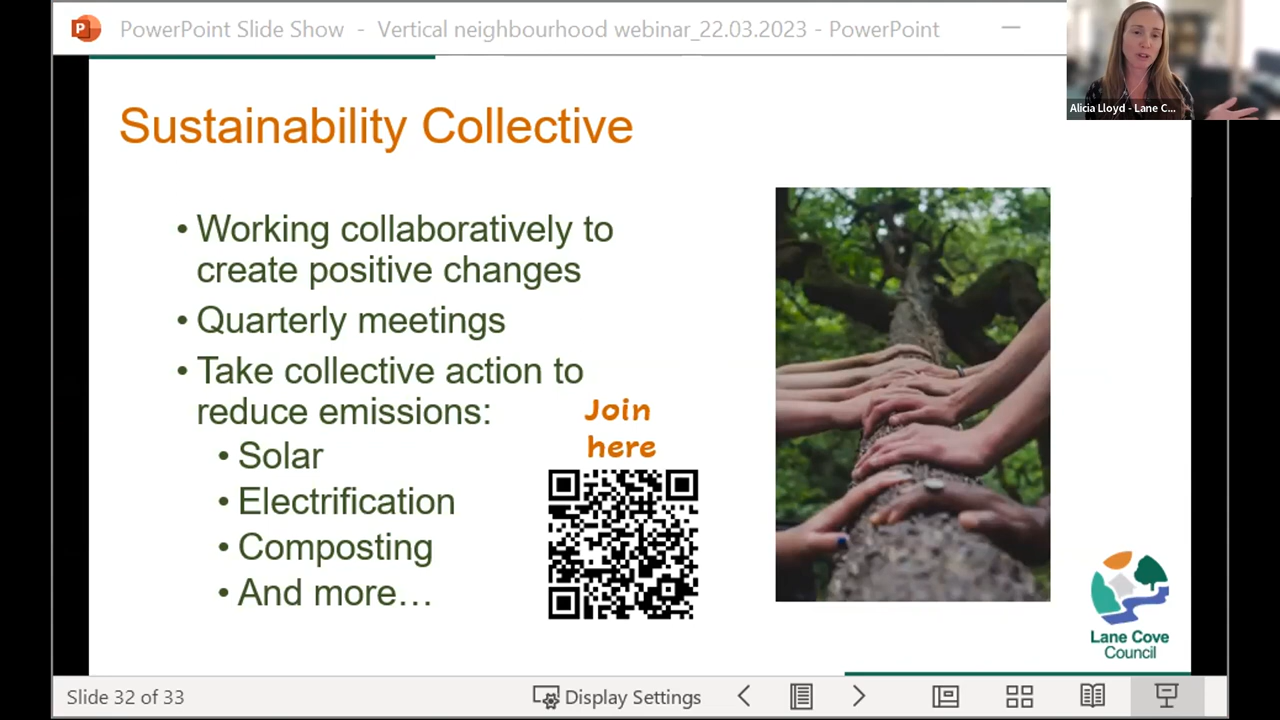 PowerPoint Slide Show - Vertical neighbourhood webinar_22.03.2023 - PowerPoint
Alicia Lloyd - Lane C...
Sustainability Collective
• Working collaboratively to
create positive changes
• Quarterly meetings
• Take collective action to
reduce emissions:
• Solar
• Electrification
• Composting
• And more…
Join
here
Lane Cove
Council
Slide 32 of 33
Display Settings